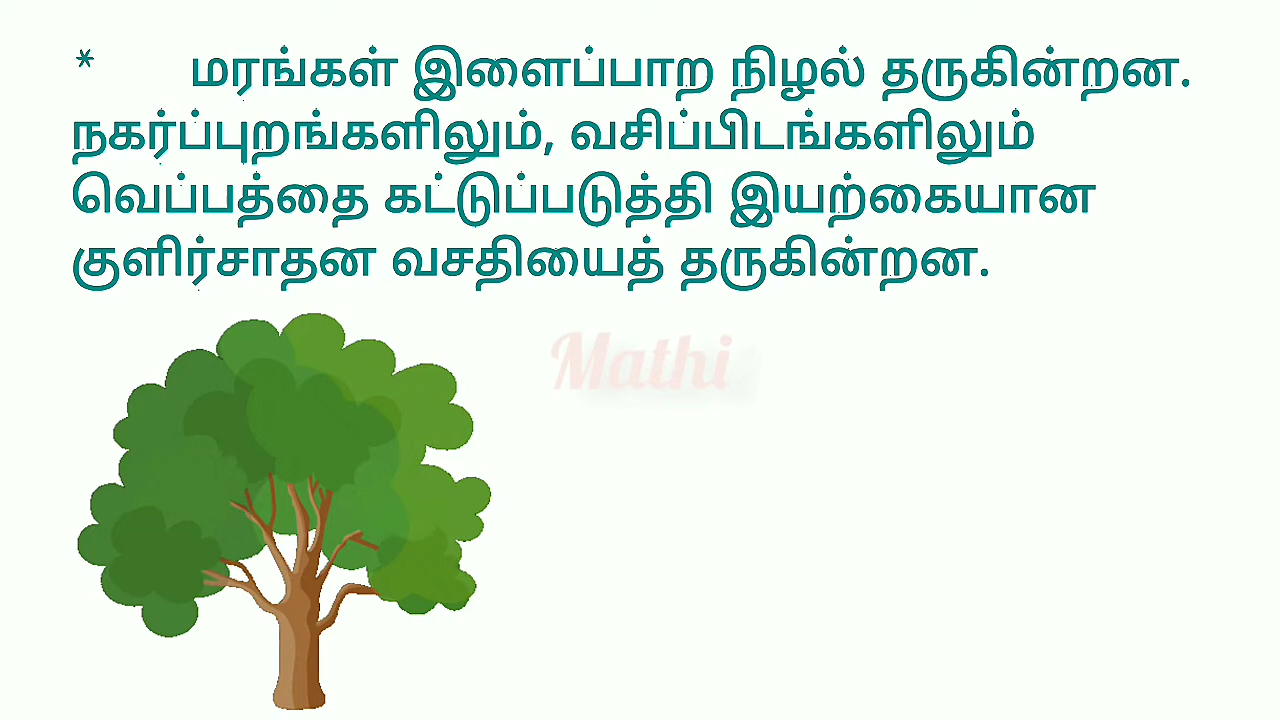 * மரங்கள் இளைப்பாற நிழல் தருகின்றன.
நகர்ப்புறங்களிலும், வசிப்பிடங்களிலும்
வெப்பத்தை கட்டுப்படுத்தி இயற்கையான
குளிர்சாதன வசதியைத் தருகின்றன.
Mathi